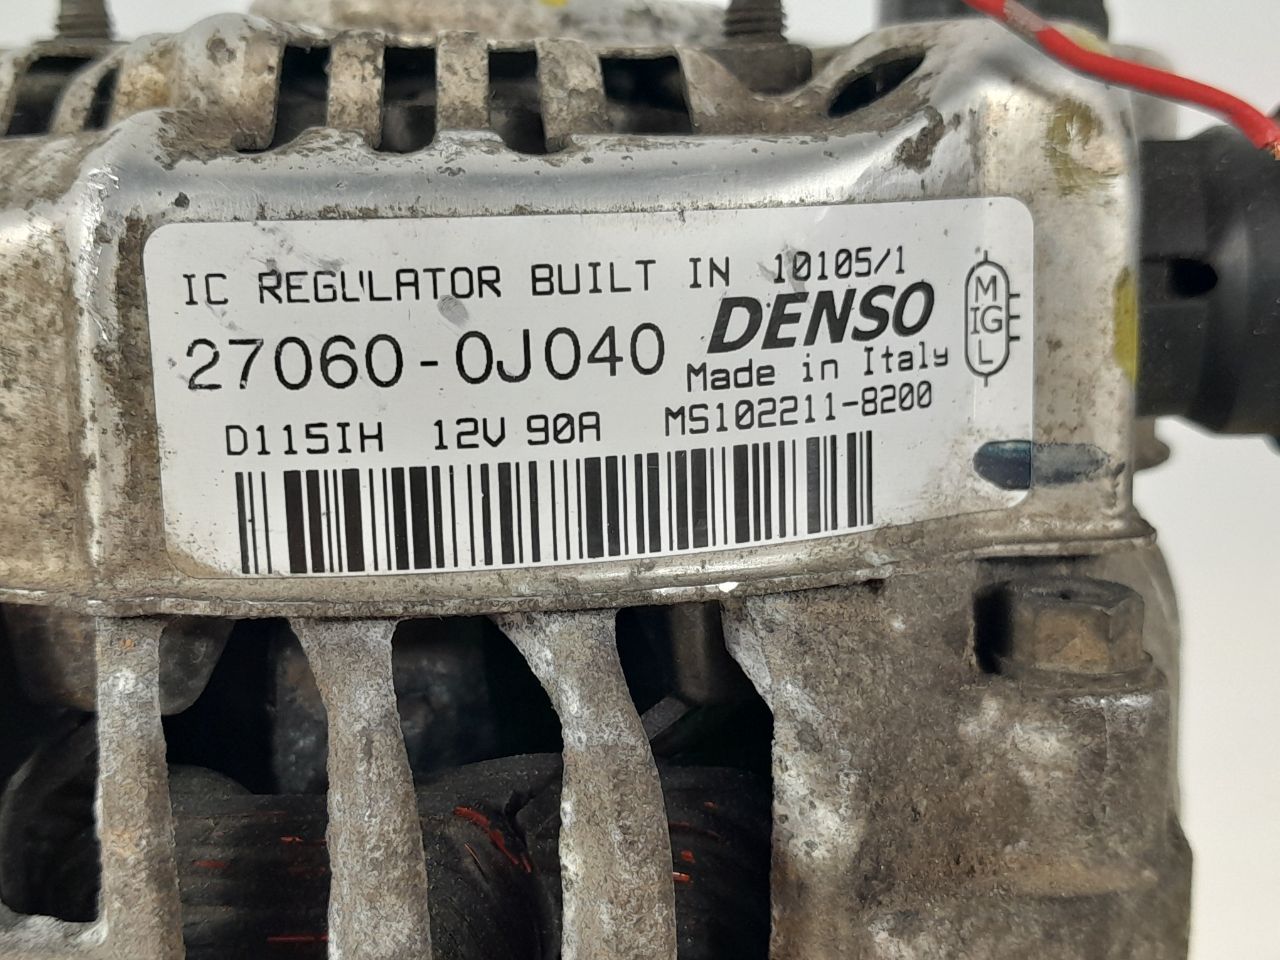 IC REGULATOR BUILT IN 10105/1
27060-0J040 DENSO
Made in Italy
D115IH 12V 90A MS102211-8200
M
IG
L